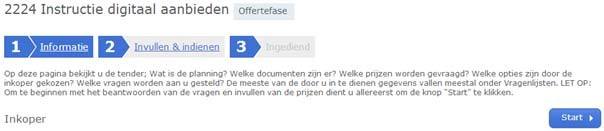 2224 Instructie digitaal aanbieden Offertefase
1 Informatie 2 Invullen & indienen 3 Ingediend
Op deze pagina bekijkt u de tender; Wat is de planning? Welke documenten zijn er? Welke prijzen worden gevraagd? Welke opties zijn door de
inkoper gekozen? Welke vragen worden aan u gesteld? De meeste van de door u in te dienen gegevens vallen meestal onder Vragenlijsten. LET OP:
Om te beginnen met het beantwoorden van de vragen en invullen van de prijzen dient u allereerst om de knop "Start" te klikken.
Inkoper Start